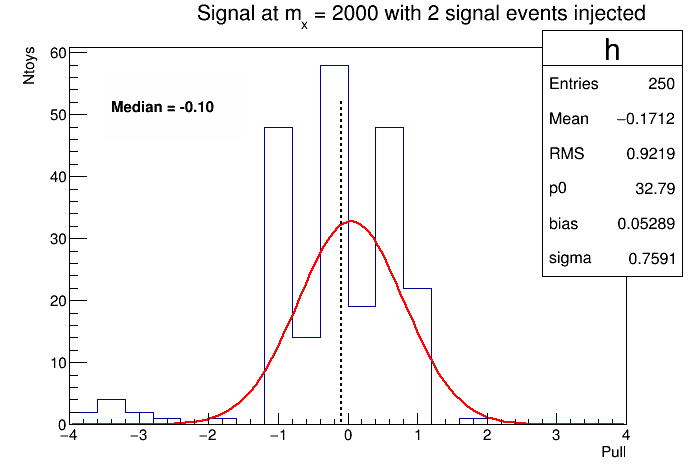 Signal at mx = 2000 with 2 signal events injected
Ntoys
60
50
40
30
20
10
0
Median = -0.10
h
Entries 250
Mean −0.1712
RMS 0.9219
p0 32.79
bias 0.05289
sigma 0.7591
−4 −3 −2 −1 0 1 2 3 4
Pull